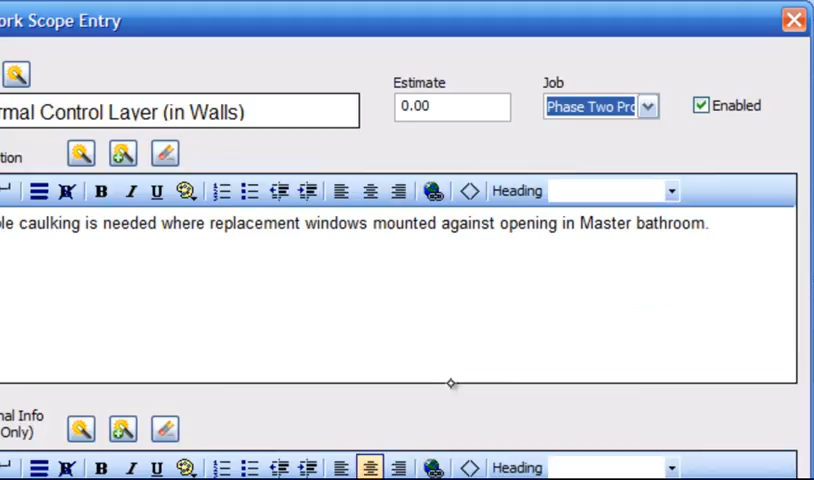 ork Scope Entry
Estimate
Job
rmal Control Layer (in Walls)
0.00
Phase Two Pro
Enabled
tion
B I U
Heading
le caulking is needed where replacement windows mounted against opening in Master bathroom.
nal Info
Only)
B I U
Heading